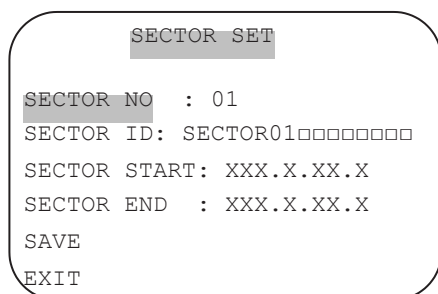 SECTOR SET
SECTOR NO : 01
SECTOR ID: SECTOR01□□□□□□□□
SECTOR START: XXX.X.XX.X
SECTOR END : XXX.X.XX.X
SAVE
EXIT